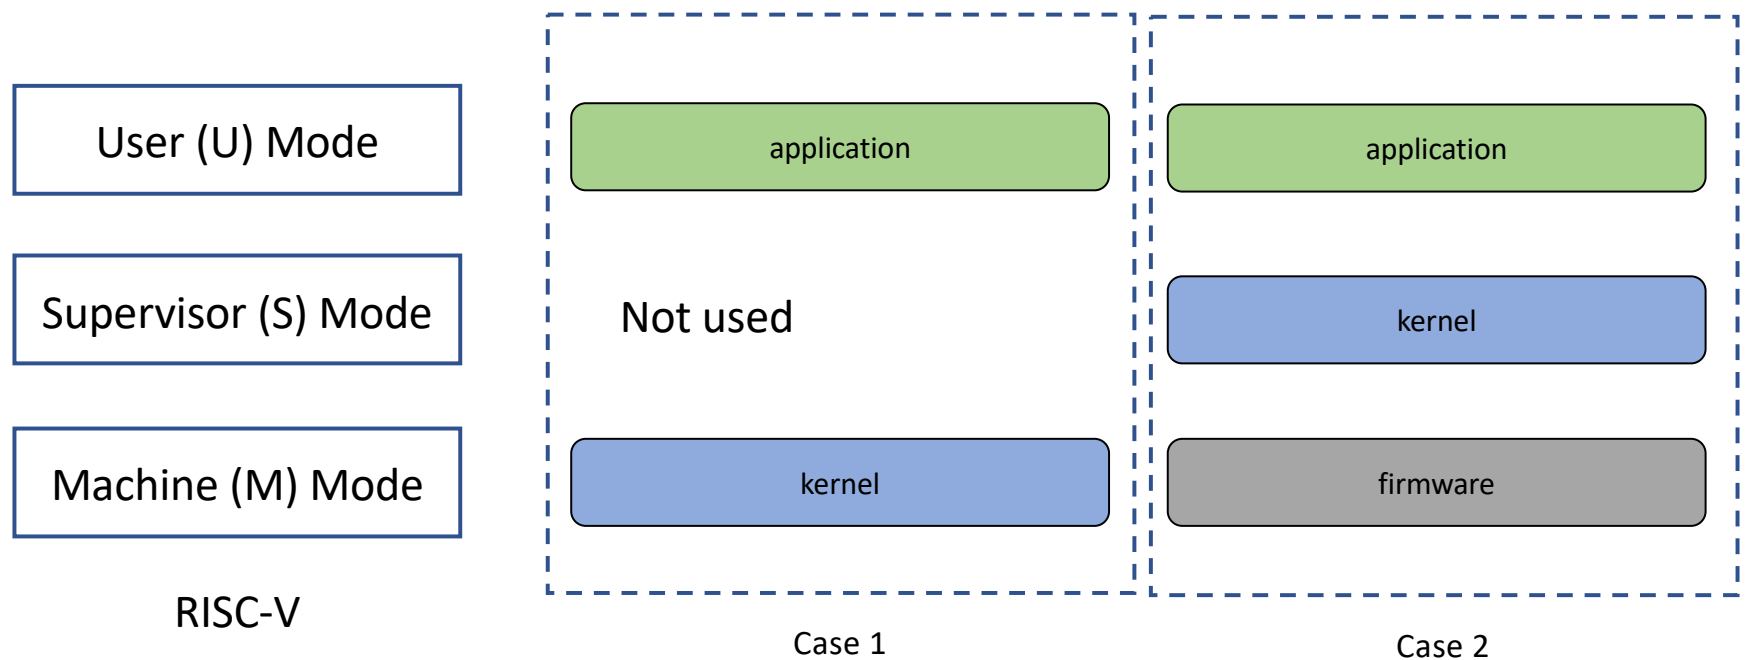 User (U) Mode
Supervisor (S) Mode
Machine (M) Mode
RISC-V
application
Not used
kernel
Case 1
application
kernel
firmware
Case 2